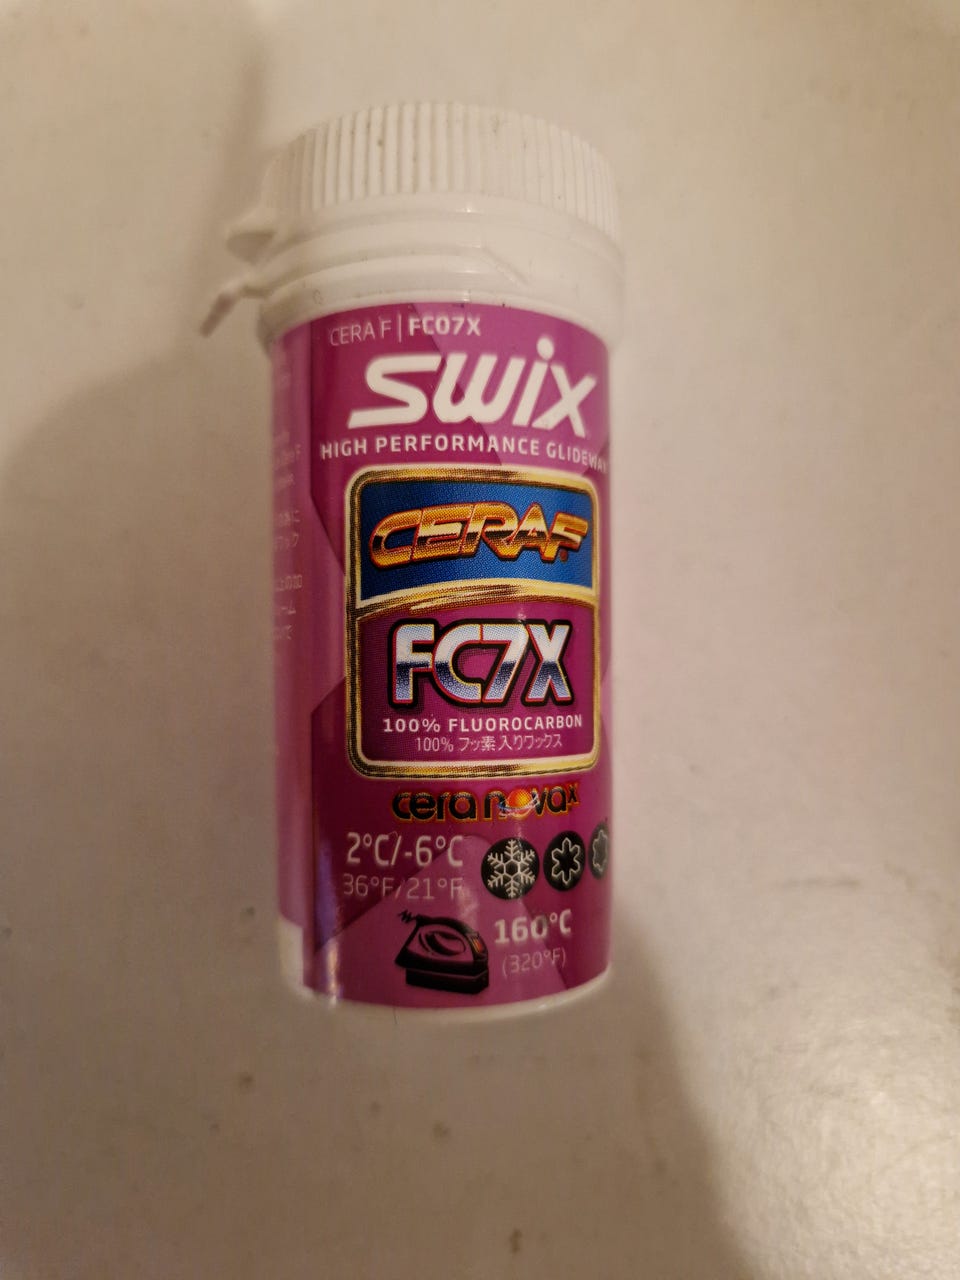 CERA F | FC07X
SWIX
HIGH PERFORMANCE GLIDEWAX
CERA F
FC7X
100% FLUOROCARBON
100% フッ素入りワックス
cera nova x
2°C/-6°C
36°F/21°F
160°C
(320°F)